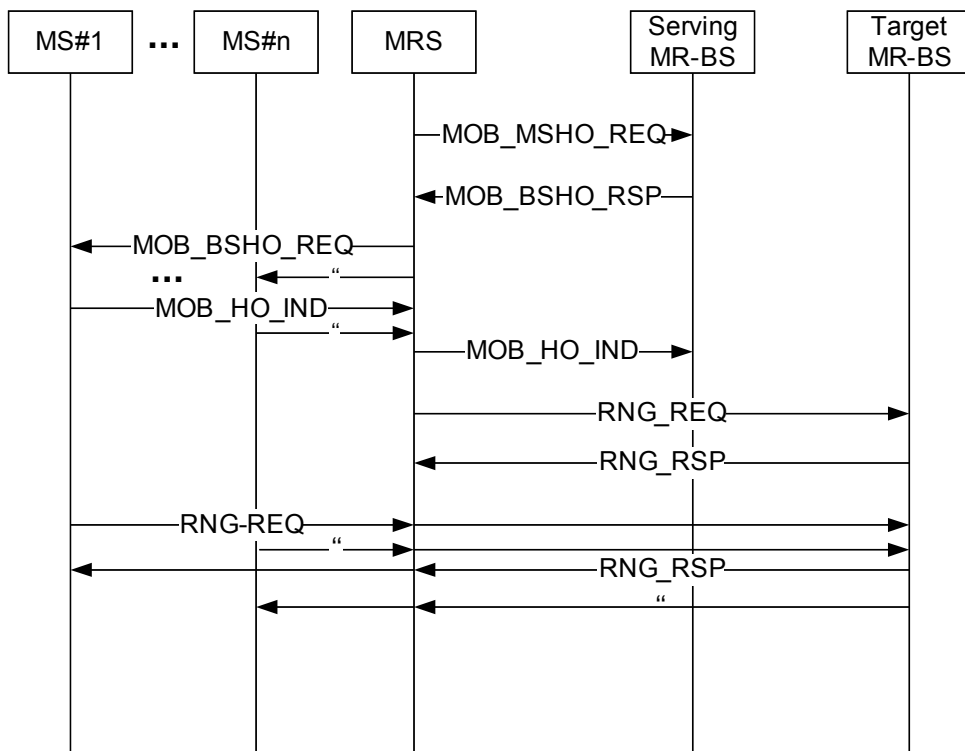 MS#1
...
MS#n
MRS
Serving
MR-BS
Target
MR-BS
MOB_MSHO_REQ
MOB_BSHO_RSP
MOB_BSHO_REQ
...
“
MOB_HO_IND
“
MOB_HO_IND
RNG_REQ
RNG_RSP
RNG-REQ
“
RNG_RSP
“